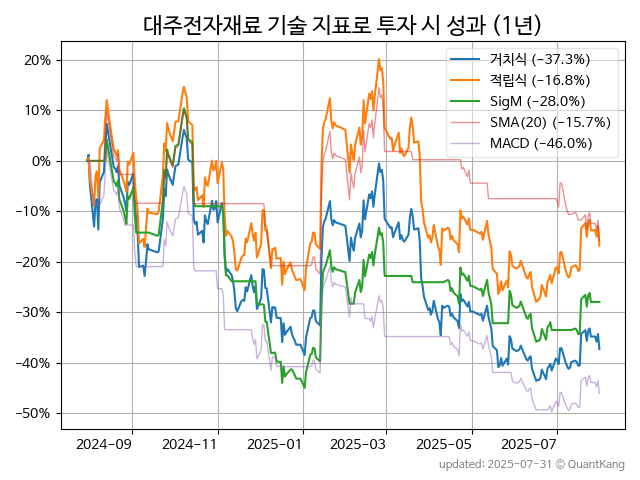 대주전자재료 기술 지표로 투자 시 성과 (1년)
거치식 (−37.3%)
적립식 (−16.8%)
SigM (−28.0%)
SMA(20) (−15.7%)
MACD (−46.0%)
20%
10%
0%
−10%
−20%
−30%
−40%
−50%
2024-09 2024-11 2025-01 2025-03 2025-05 2025-07
updated: 2025-07-31 © QuantKang